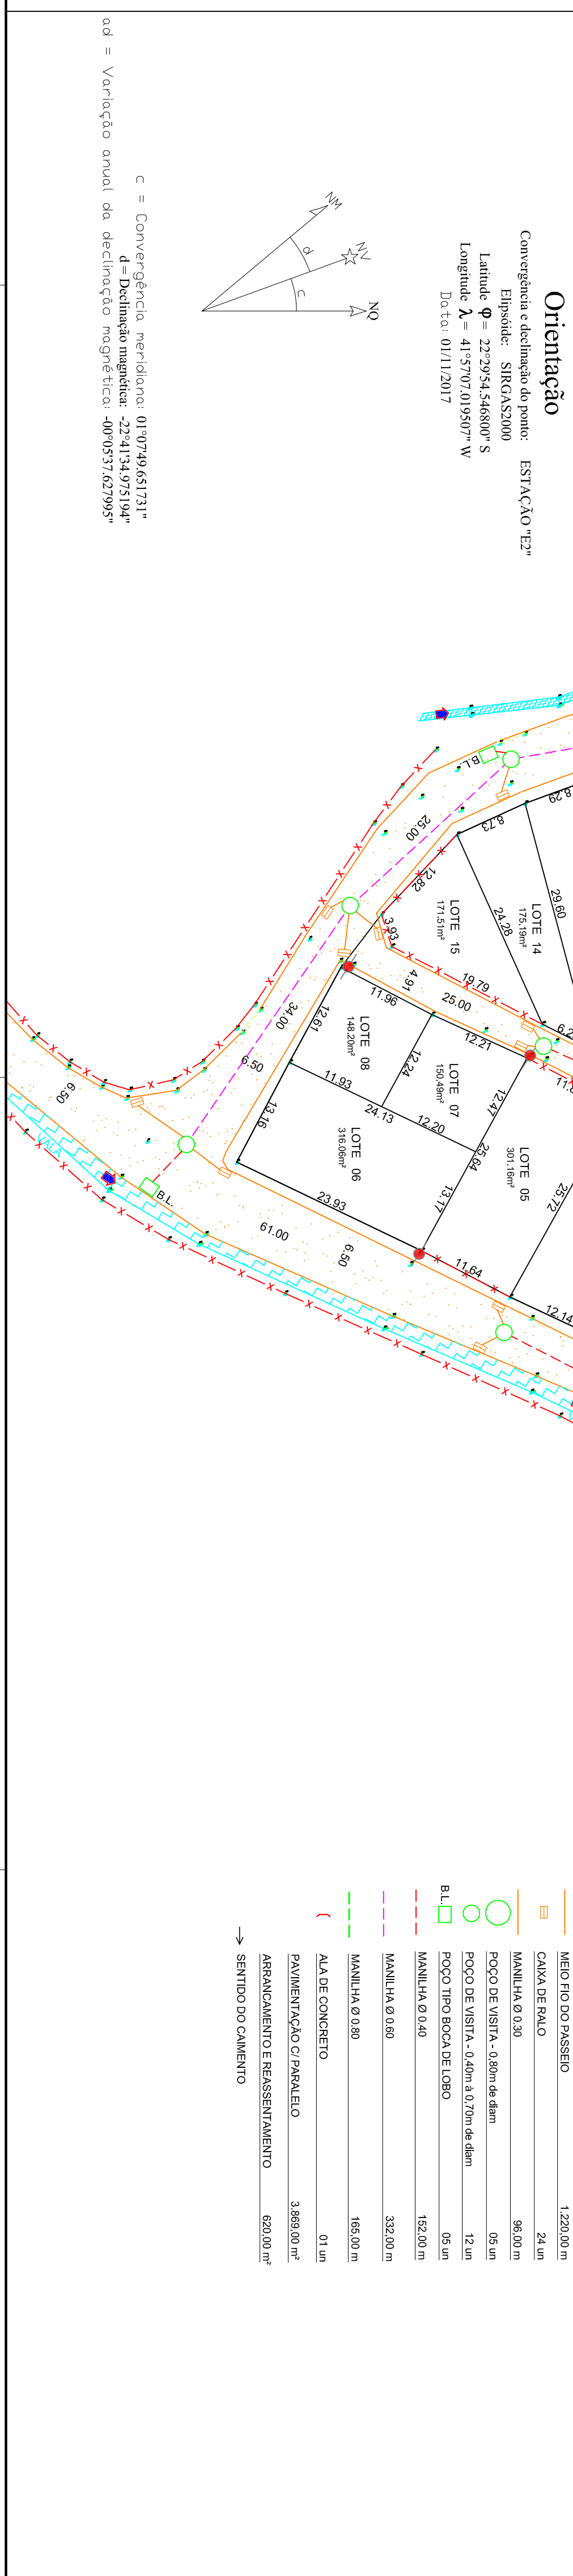 Orientação
Convergência e declinação do ponto: ESTAÇÃO "E2"
Elipsóide: SIRGAS2000
Latitude φ = 22°29'54.546800" S
Longitude λ = 41°57'07.019507" W
Data: 01/11/2017
NQ
NV
NM
d
c
c = Convergência meridiana: 01°07'49.651731"
d = Declinação magnética: -22°41'34.975194"
ad = Variação anual da declinação magnética: -00°05'37.627995"
B.L.
8.29
8.73
29.60
25.00
12.82
24.28
LOTE 14
175.19m²
LOTE 15
171.51m²
3.93
19.79
4.91
25.00
11.96
12.21
34.00
12.61
LOTE 08
148.20m²
12.24
LOTE 07
150.49m²
12.47
6.50
11.93
24.13
12.20
LOTE 05
301.16m²
6.50
13.16
LOTE 06
316.06m²
25.64
13.17
25.72
VALA
B.L.
23.93
61.00
6.50
11.64
12.14
MEIO FIO DO PASSEIO 1.220,00 m
CAIXA DE RALO 24 un
MANILHA Ø 0.30 96,00 m
POÇO DE VISITA - 0,80m de diam 05 un
POÇO DE VISITA - 0,40m à 0,70m de diam 12 un
B.L. POÇO TIPO BOCA DE LOBO 05 un
MANILHA Ø 0.40 152,00 m
MANILHA Ø 0.60 332,00 m
MANILHA Ø 0.80 165,00 m
ALA DE CONCRETO 01 un
PAVIMENTAÇÃO C/ PARALELO 3.869,00 m²
ARRANCAMENTO E REASSENTAMENTO 620,00 m²
SENTIDO DO CAIMENTO